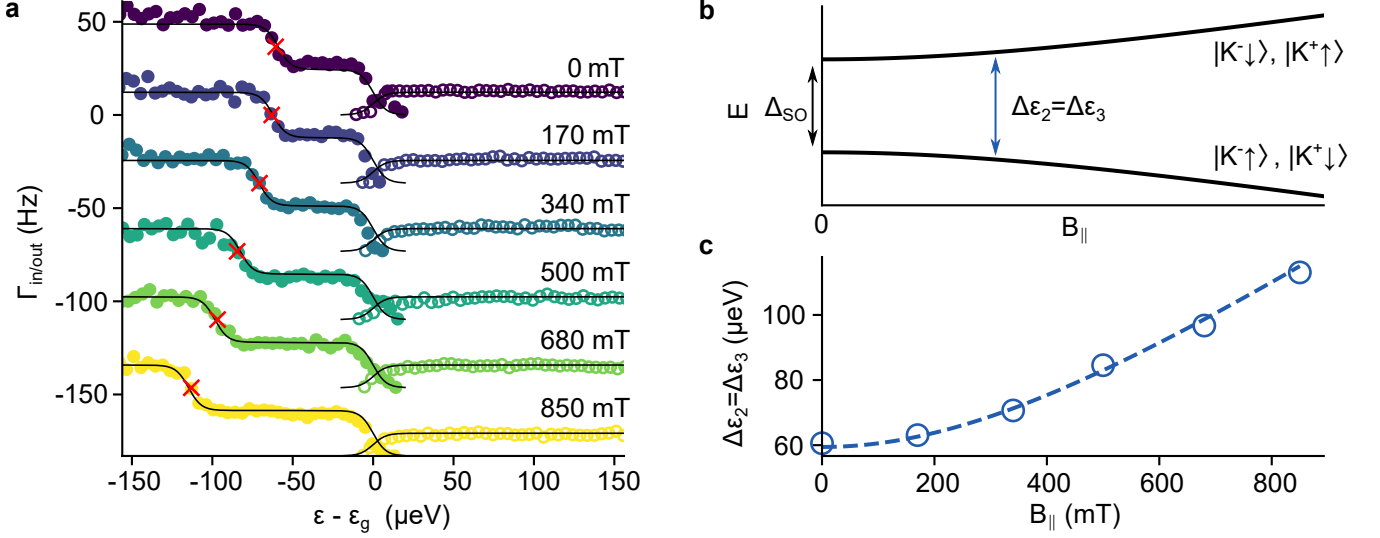 a
50
0
-50
-100
-150
Γin/out (Hz)
0 mT
170 mT
340 mT
500 mT
680 mT
850 mT
-150
-100
-50
0
50
100
150
ε - εg (μeV)
b
E
ΔSO
Δε2=Δε3
|K-↓⟩, |K+↑⟩
|K-↑⟩, |K+↓⟩
0
B||
c
100
80
60
Δε2=Δε3 (μeV)
0
200
400
600
800
B|| (mT)